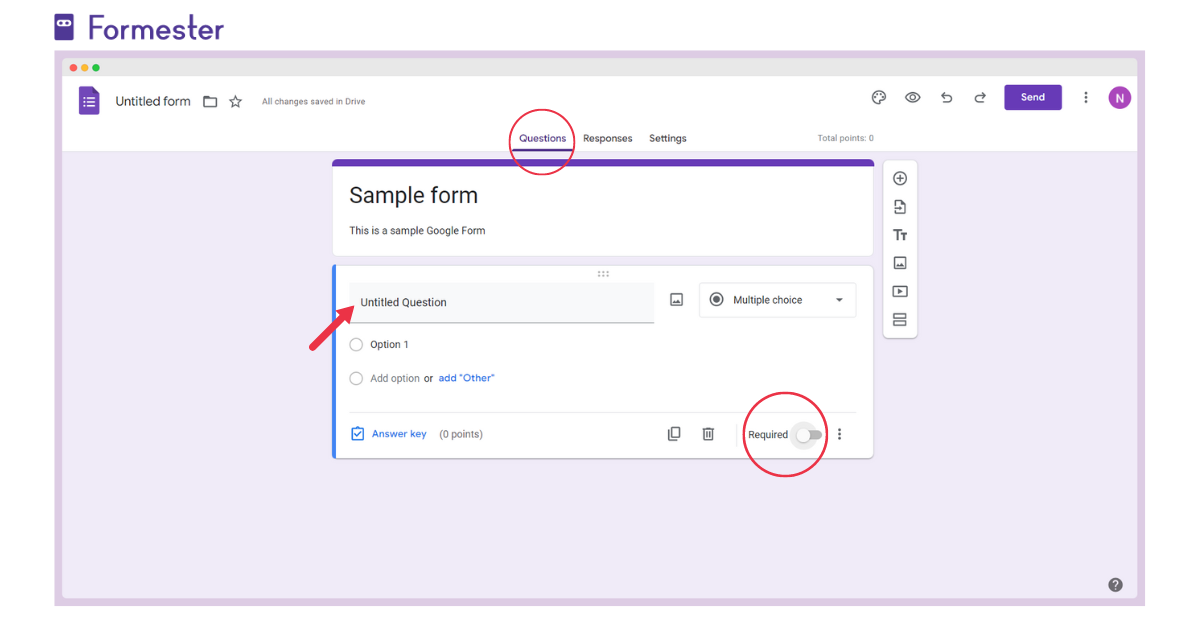 Formester
Untitled form
All changes saved in Drive
Send
N
Questions Responses Settings
Total points: 0
Sample form
This is a sample Google Form
Untitled Question
Multiple choice
Option 1
Add option or add "Other"
Answer key (0 points)
Required